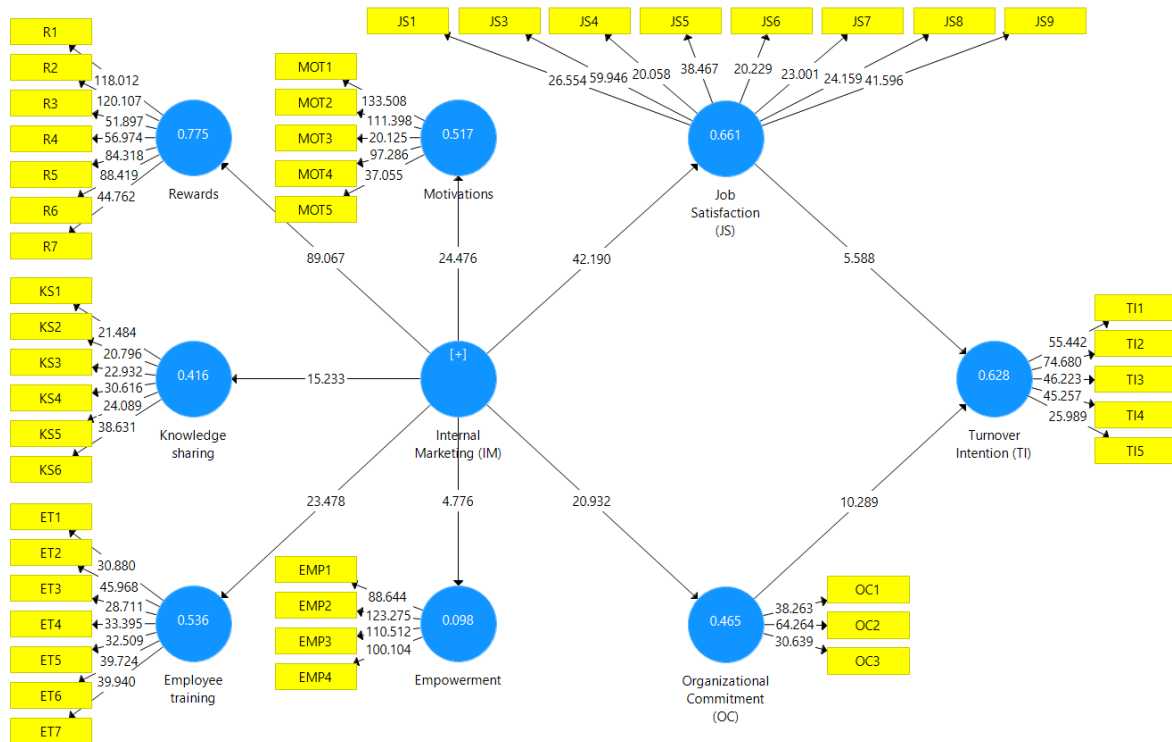 JS1
JS3
JS4
JS5
JS6
JS7
JS8
JS9
26.554
59.946
20.058
38.467
20.229
23.001
24.159
41.596
R1
R2
R3
R4
R5
R6
R7
118.012
120.107
51.897
56.974
84.318
88.419
44.762
0.775
Rewards
MOT1
MOT2
MOT3
MOT4
MOT5
133.508
111.398
20.125
97.286
37.055
0.517
Motivations
0.661
Job
Satisfaction
(JS)
89.067
24.476
42.190
5.588
KS1
KS2
KS3
KS4
KS5
KS6
21.484
20.796
22.932
30.616
24.089
38.631
0.416
Knowledge
sharing
15.233
[+]
Internal
Marketing (IM)
0.628
Turnover
Intention (TI)
55.442
74.680
46.223
45.257
25.989
TI1
TI2
TI3
TI4
TI5
23.478
4.776
20.932
10.289
ET1
ET2
ET3
ET4
ET5
ET6
ET7
30.880
45.968
28.711
33.395
32.509
39.724
39.940
0.536
Employee
training
EMP1
EMP2
EMP3
EMP4
88.644
123.275
110.512
100.104
0.098
Empowerment
0.465
Organizational
Commitment
(OC)
38.263
64.264
30.639
OC1
OC2
OC3